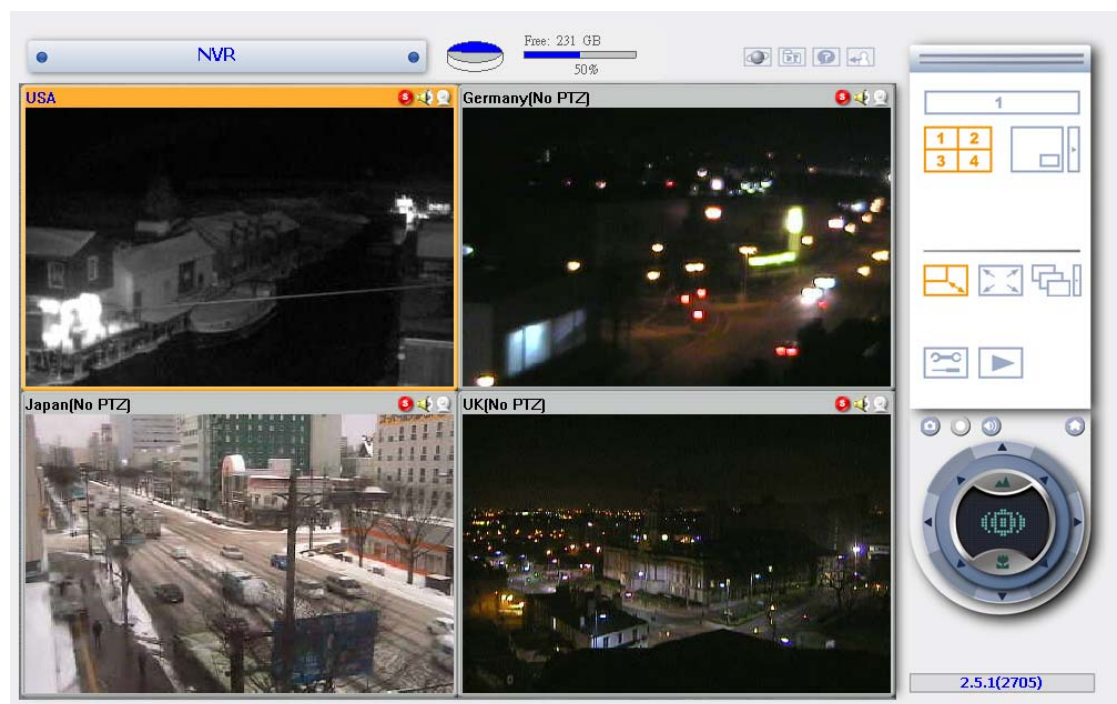 NVR
Free: 231 GB
50%
USA
Germany(No PTZ)
Japan(No PTZ)
UK(No PTZ)
1
1 2
3 4
2.5.1(2705)